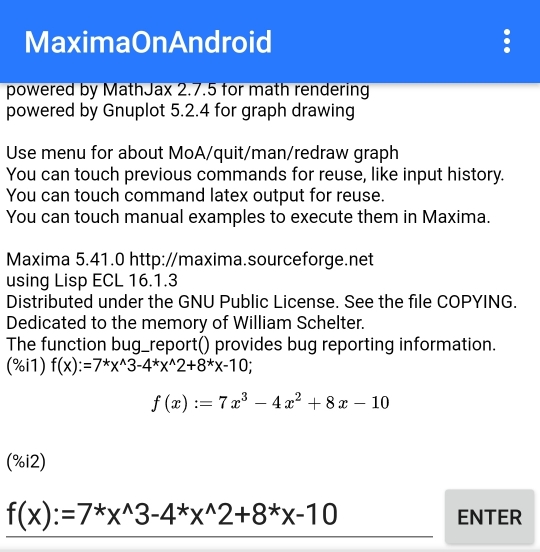 MaximaOnAndroid
powered by MathJax 2.7.5 for math rendering
powered by Gnuplot 5.2.4 for graph drawing
Use menu for about MoA/quit/man/redraw graph
You can touch previous commands for reuse, like input history.
You can touch command latex output for reuse.
You can touch manual examples to execute them in Maxima.
Maxima 5.41.0 http://maxima.sourceforge.net
using Lisp ECL 16.1.3
Distributed under the GNU Public License. See the file COPYING.
Dedicated to the memory of William Schelter.
The function bug_report() provides bug reporting information.
(%i1) f(x):=7*x^3-4*x^2+8*x-10;
f (x) := 7 x³ − 4 x² + 8 x − 10
(%i2)
f(x):=7*x^3-4*x^2+8*x-10
ENTER